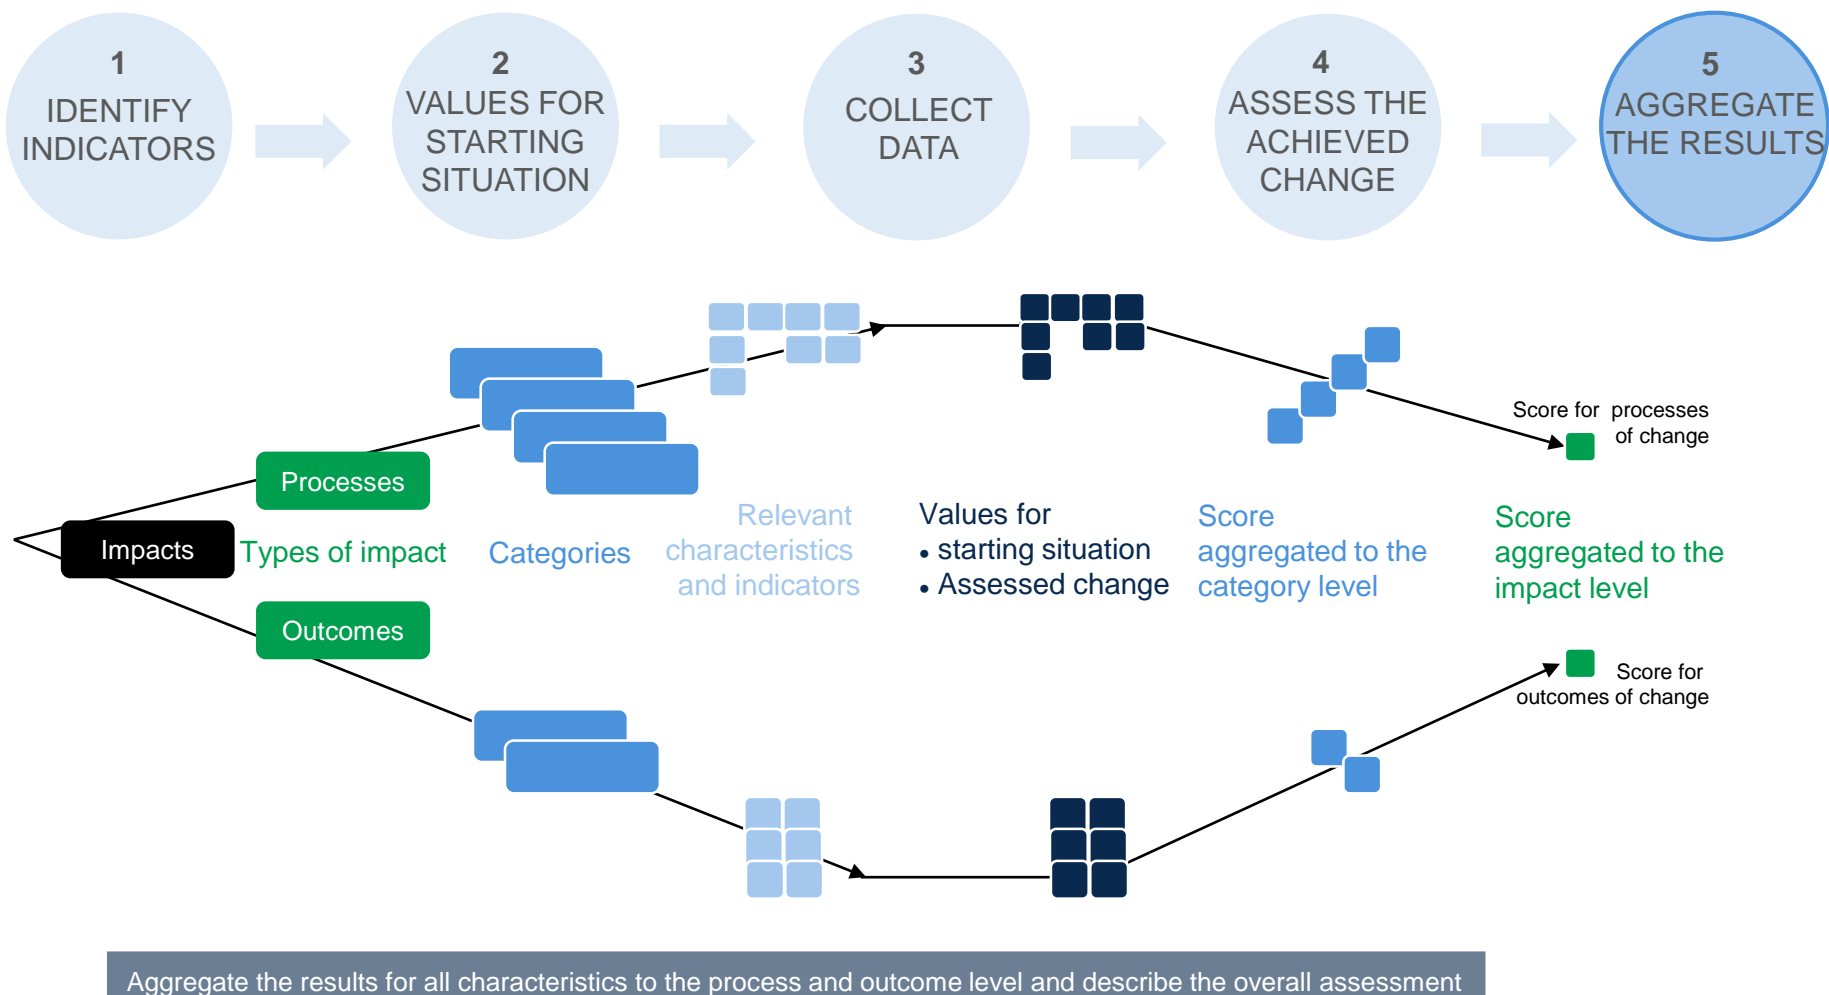 1
IDENTIFY
INDICATORS
2
VALUES FOR
STARTING
SITUATION
3
COLLECT
DATA
4
ASSESS THE
ACHIEVED
CHANGE
5
AGGREGATE
THE RESULTS
Score for processes
of change
Processes
Impacts
Types of impact
Categories
Relevant
characteristics
and indicators
Values for
• starting situation
• Assessed change
Score
aggregated to the
category level
Score
aggregated to the
impact level
Outcomes
Score for
outcomes of change
Aggregate the results for all characteristics to the process and outcome level and describe the overall assessment